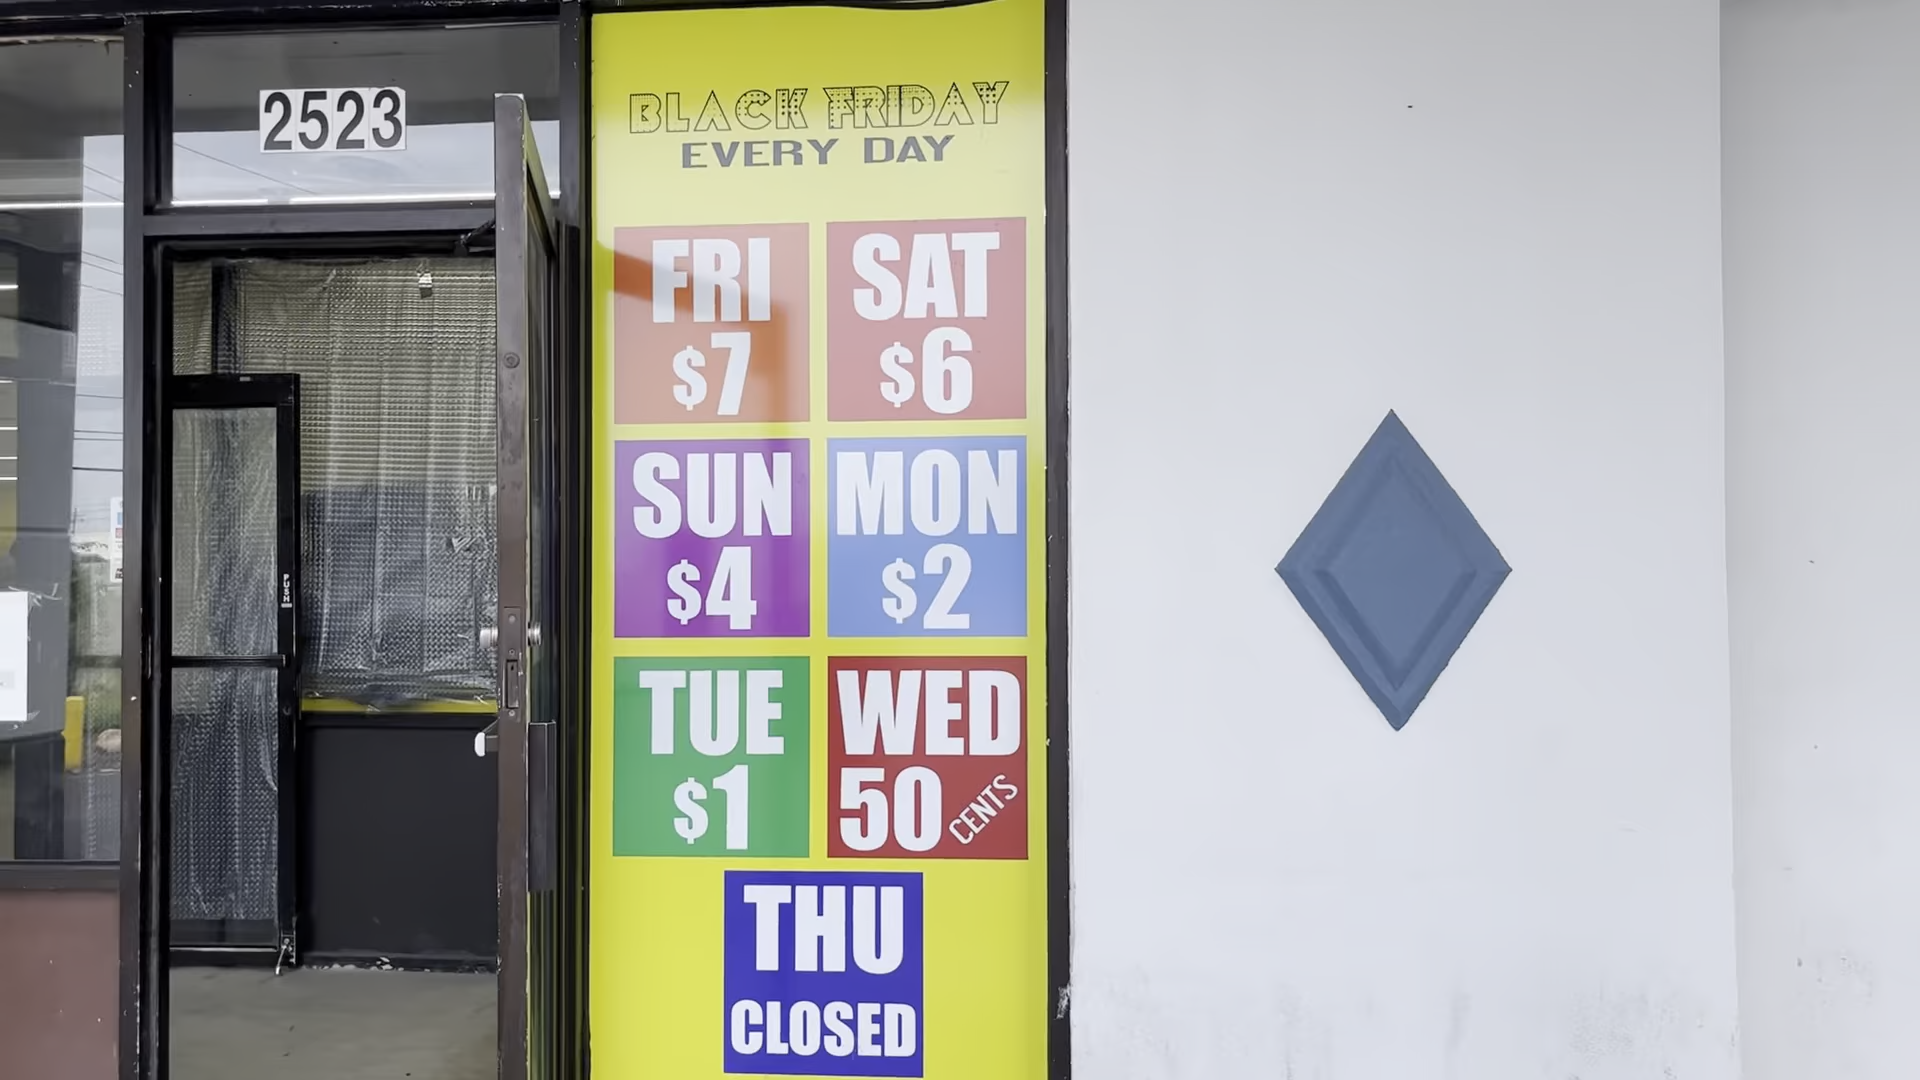 2523
BLACK FRIDAY
EVERY DAY
FRI
$7
SAT
$6
SUN
$4
MON
$2
TUE
$1
WED
50 CENTS
THU
CLOSED
PUSH